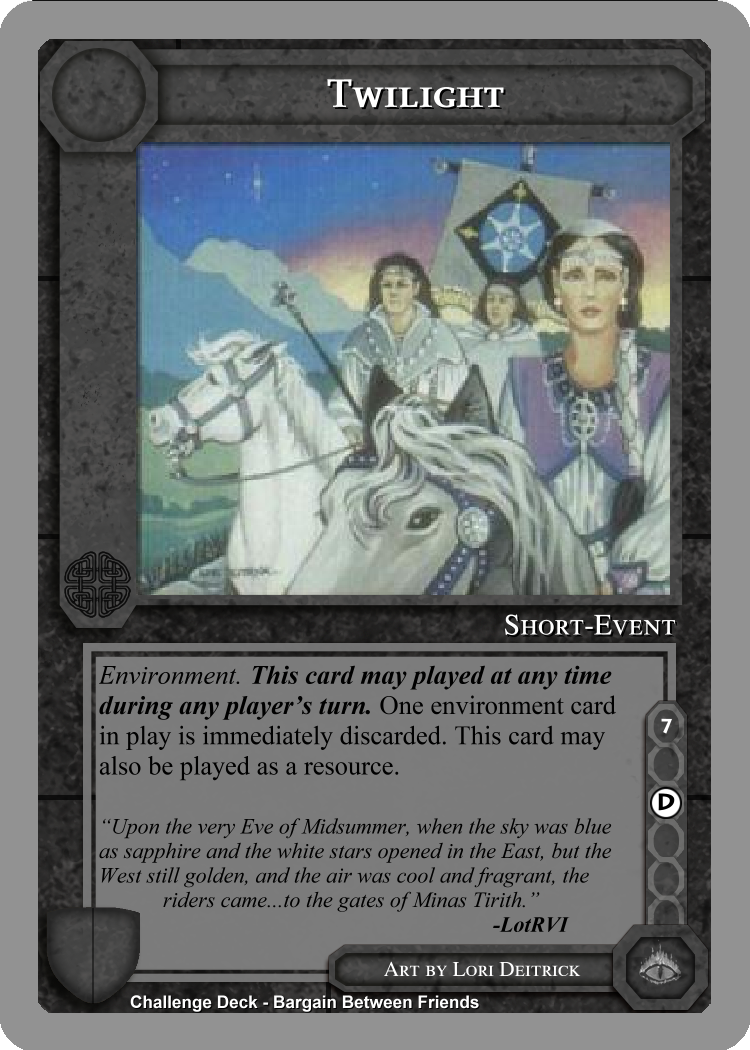 Twilight
Short-Event
Environment. This card may played at any time
during any player's turn. One environment card
in play is immediately discarded. This card may
also be played as a resource.
7
D
“Upon the very Eve of Midsummer, when the sky was blue
as sapphire and the white stars opened in the East, but the
West still golden, and the air was cool and fragrant, the
riders came...to the gates of Minas Tirith.”
-LotRVI
Art by Lori Deitrick
Challenge Deck - Bargain Between Friends